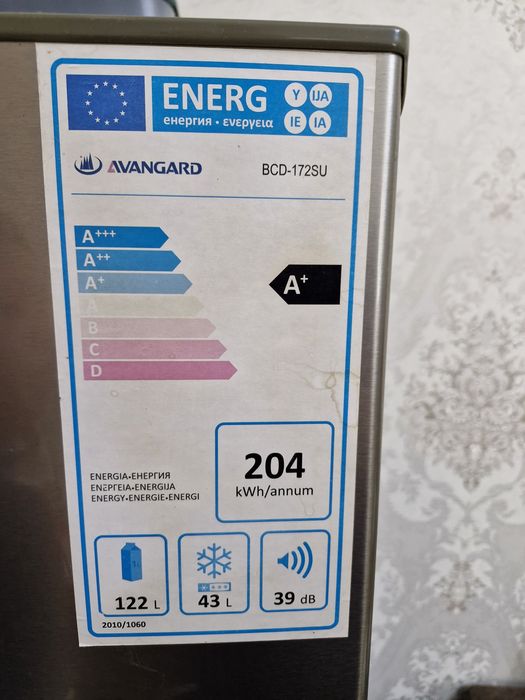 ENERG Y IJA
енергия · ενεργεια IE IA
AVANGARD BCD-172SU
A+++
A++
A+
A+
A
B
C
D
204
kWh/annum
ENERGIA•ЕНЕРГИЯ
ΕΝΕΡΓΕΙΑ•ENERGIJA
ENERGY•ENERGIE•ENERGI
122 L
43 L
39 dB
2010/1060